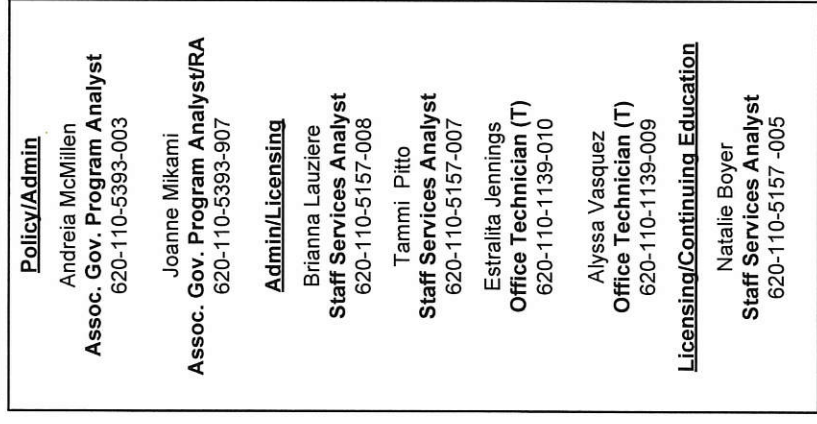 Policy/Admin
Andreia McMillen
Assoc. Gov. Program Analyst
620-110-5393-003
Joanne Mikami
Assoc. Gov. Program Analyst/RA
620-110-5393-907
Admin/Licensing
Brianna Lauziere
Staff Services Analyst
620-110-5157-008
Tammi Pitto
Staff Services Analyst
620-110-5157-007
Estralita Jennings
Office Technician (T)
620-110-1139-010
Alyssa Vasquez
Office Technician (T)
620-110-1139-009
Licensing/Continuing Education
Natalie Boyer
Staff Services Analyst
620-110-5157 -005